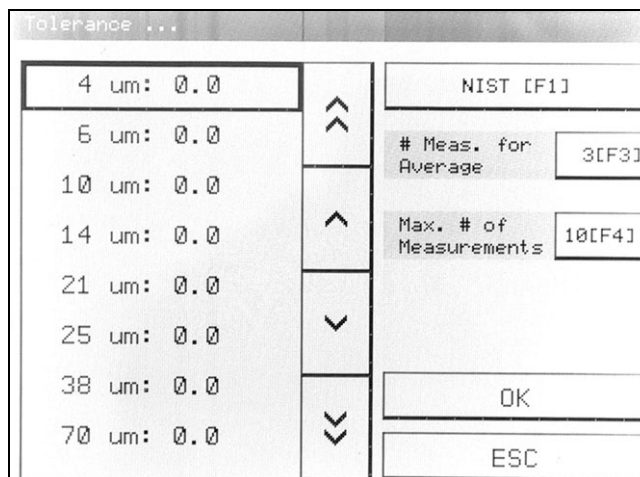 Tolerance ...
4 um: 0.0
6 um: 0.0
10 um: 0.0
14 um: 0.0
21 um: 0.0
25 um: 0.0
38 um: 0.0
70 um: 0.0
NIST [F1]
# Meas. for
Average
3[F3]
Max. # of
Measurements
10[F4]
OK
ESC